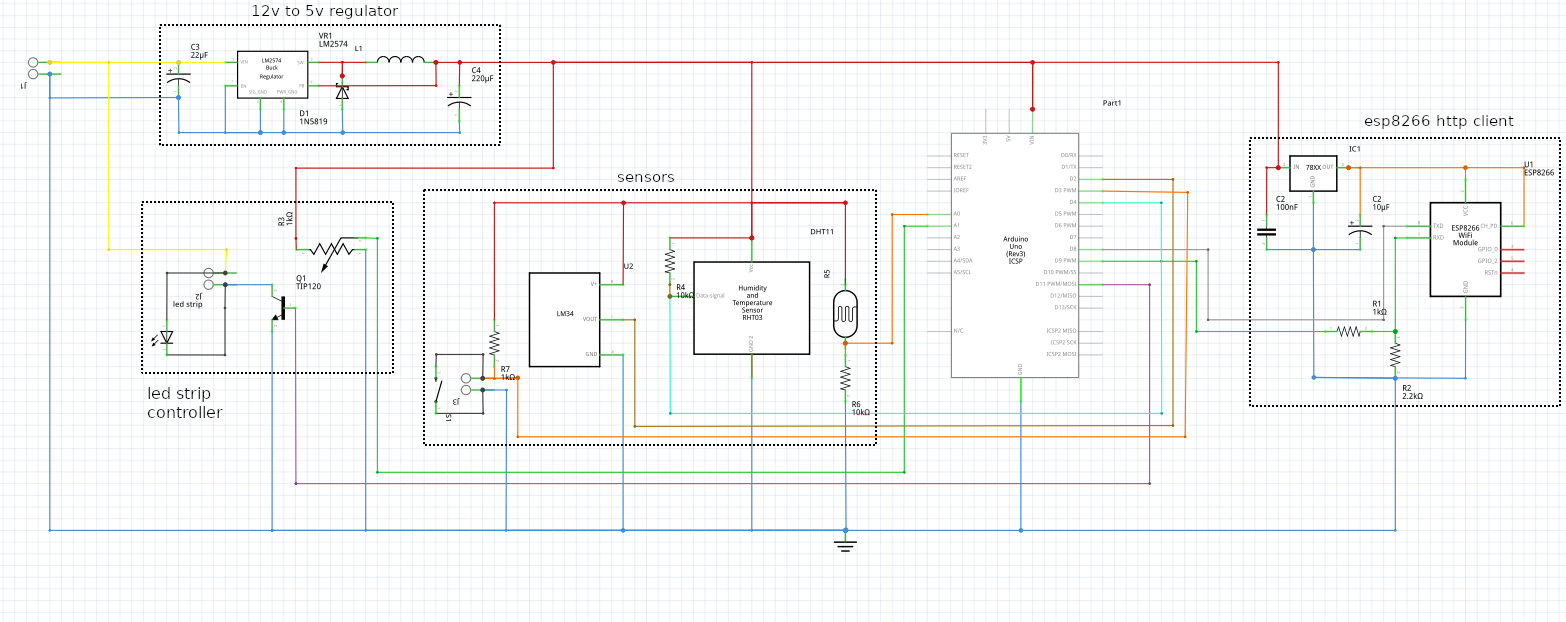 12v to 5v regulator
C3
22µF
VR1
LM2574
L1
LM2574
Buck
Regulator
VIN
SW
FB
EN
SIG_GND
PWR_GND
C4
220µF
J1
D1
1N5819
Part1
esp8266 http client
3V3
5V
VIN
RESET
RESET2
AREF
IOREF
A0
A1
A2
A3
A4/SDA
A5/SCL
N/C
D0/RX
D1/TX
D2
D3 PWM
D4
D5 PWM
D6 PWM
D7
D8
D9 PWM
D10 PWM/SS
D11 PWM/MOSI
D12/MISO
D13/SCK
ICSP2 MISO
ICSP2 SCK
ICSP2 MOSI
GND
Arduino
Uno
(Rev3)
ICSP
IC1
IN
78XX
OUT
GND
C2
100nF
C2
10µF
U1
ESP8266
ESP8266
WiFi
Module
VCC
TXD
RXD
CH_PD
GPIO_0
GPIO_2
RSTn
GND
R1
1kΩ
R2
2.2kΩ
sensors
R3
1kΩ
Q1
TIP120
J2
led strip
led strip
controller
U2
LM34
V+
VOUT
GND
R4
10kΩ
Data-signal
DHT11
Vcc
Humidity
and
Temperature
Sensor
RHT03
GND 2
R5
R6
10kΩ
R7
1kΩ
J3
S1